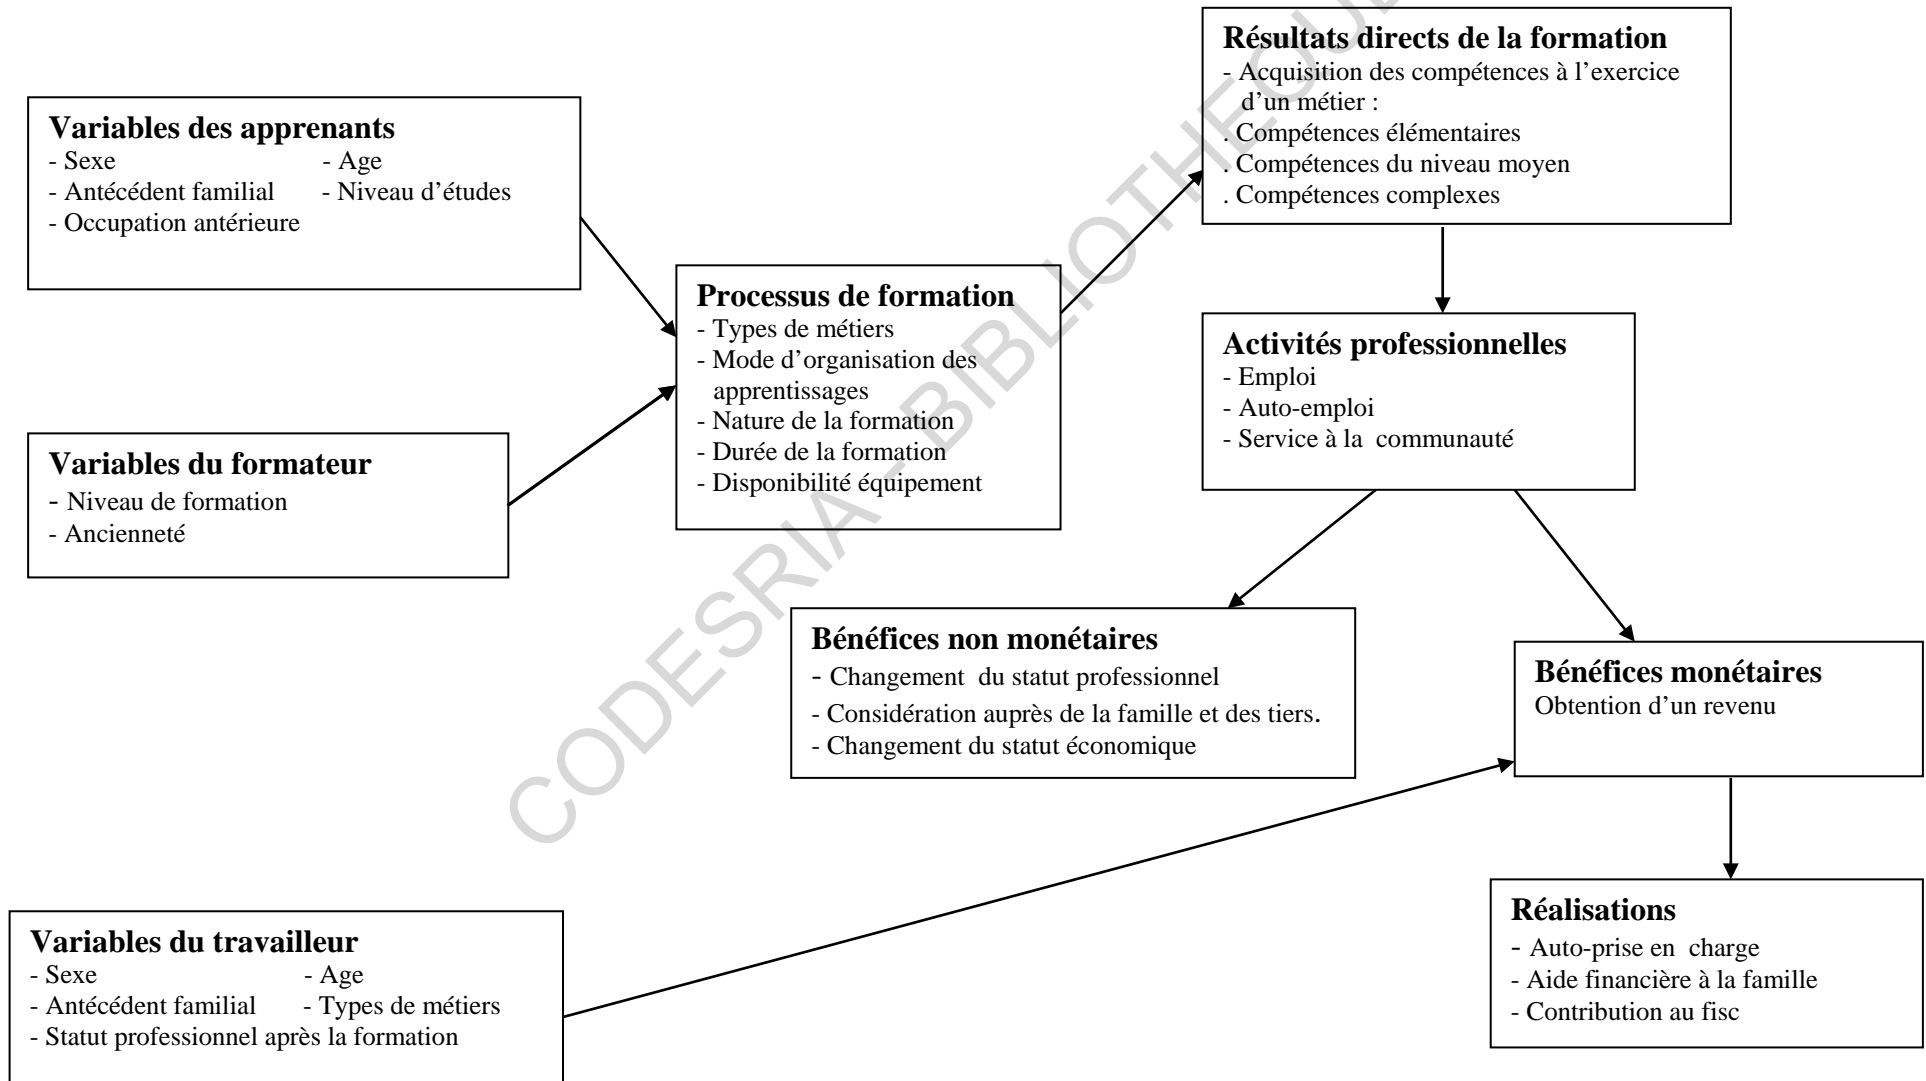 Variables des apprenants
- Sexe - Age
- Antécédent familial - Niveau d’études
- Occupation antérieure
Variables du formateur
- Niveau de formation
- Ancienneté
Processus de formation
- Types de métiers
- Mode d’organisation des
apprentissages
- Nature de la formation
- Durée de la formation
- Disponibilité équipement
Résultats directs de la formation
- Acquisition des compétences à l’exercice
d’un métier :
. Compétences élémentaires
. Compétences du niveau moyen
. Compétences complexes
Activités professionnelles
- Emploi
- Auto-emploi
- Service à la communauté
Bénéfices non monétaires
- Changement du statut professionnel
- Considération auprès de la famille et des tiers.
- Changement du statut économique
Bénéfices monétaires
Obtention d’un revenu
Variables du travailleur
- Sexe - Age
- Antécédent familial - Types de métiers
- Statut professionnel après la formation
Réalisations
- Auto-prise en charge
- Aide financière à la famille
- Contribution au fisc
CODESRIA - BIBLIOTHEQUE